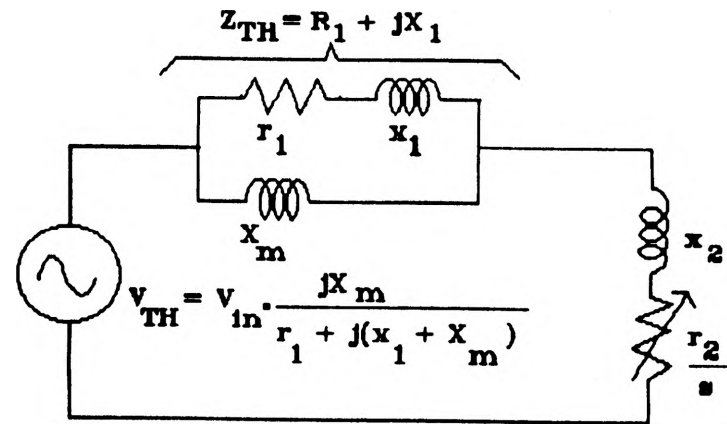 Z_TH = R_1 + jX_1
r_1
x_1
X_m
x_2
V_TH = V_in · jX_m / r_1 + j(x_1 + X_m)
r_2 / s